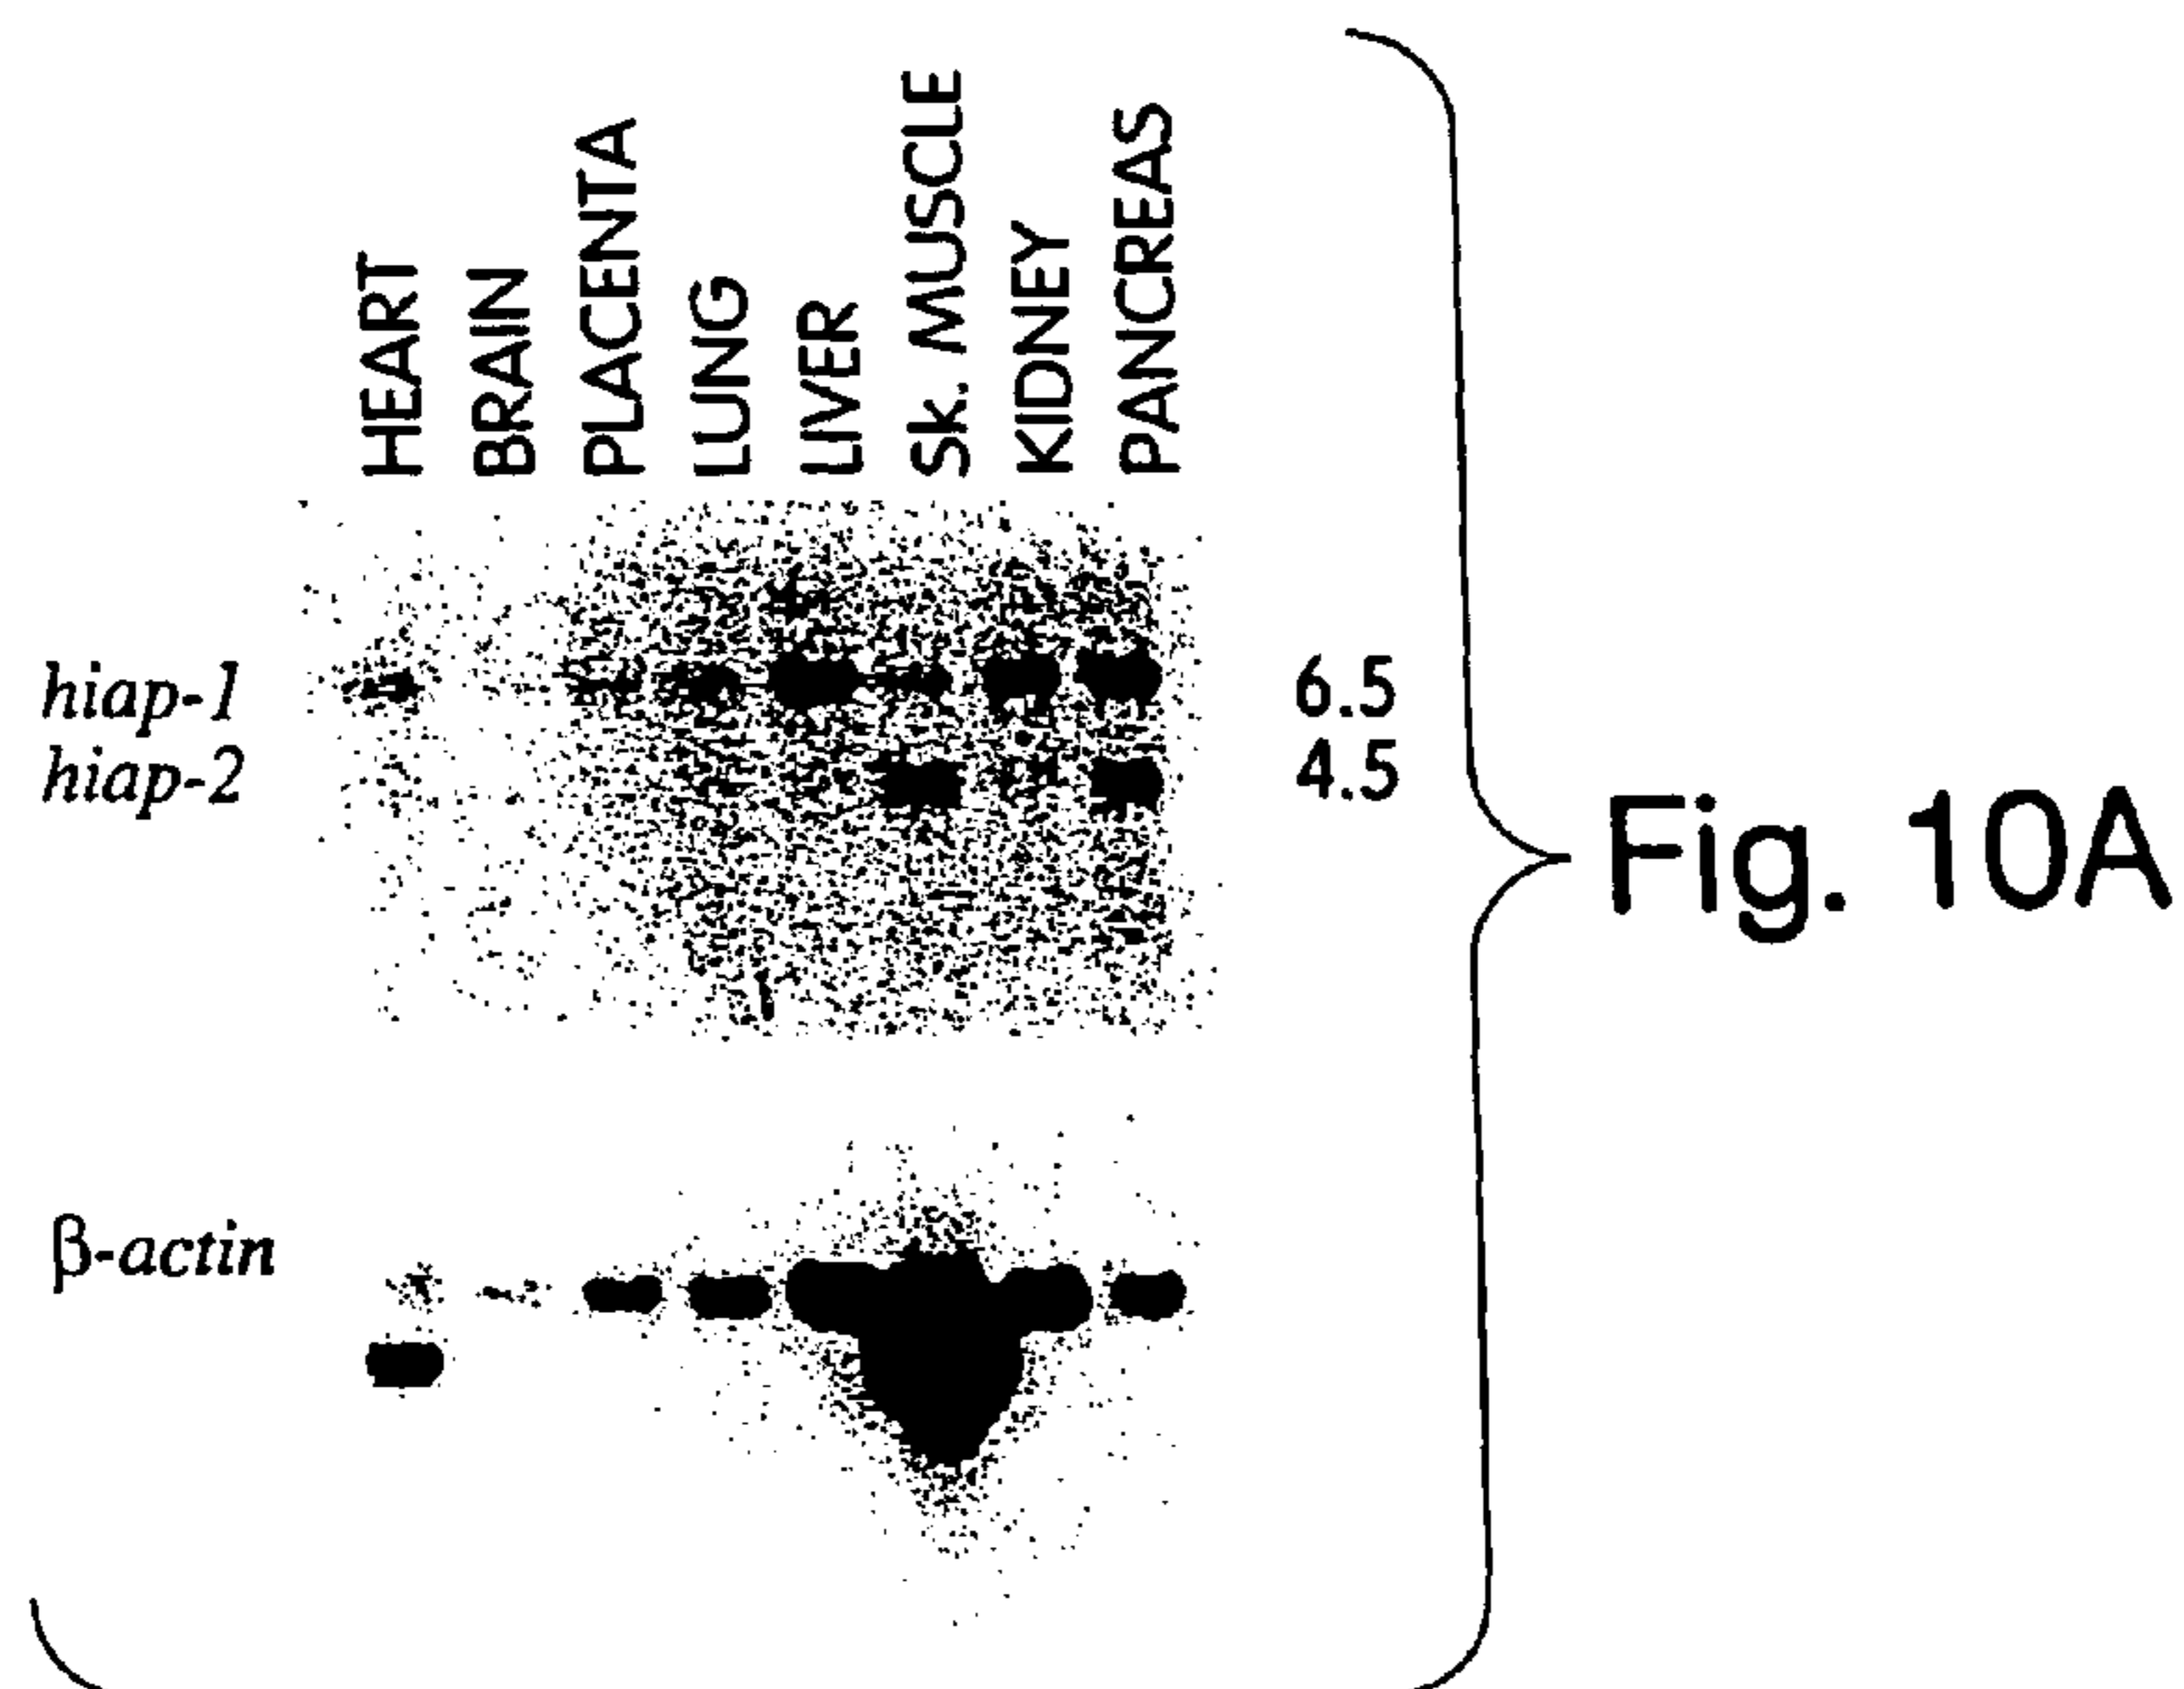 HEART
BRAIN
PLACENTA
LUNG
LIVER
Sk. MUSCLE
KIDNEY
PANCREAS
hiap-1 6.5
hiap-2 4.5
β-actin
Fig. 10A